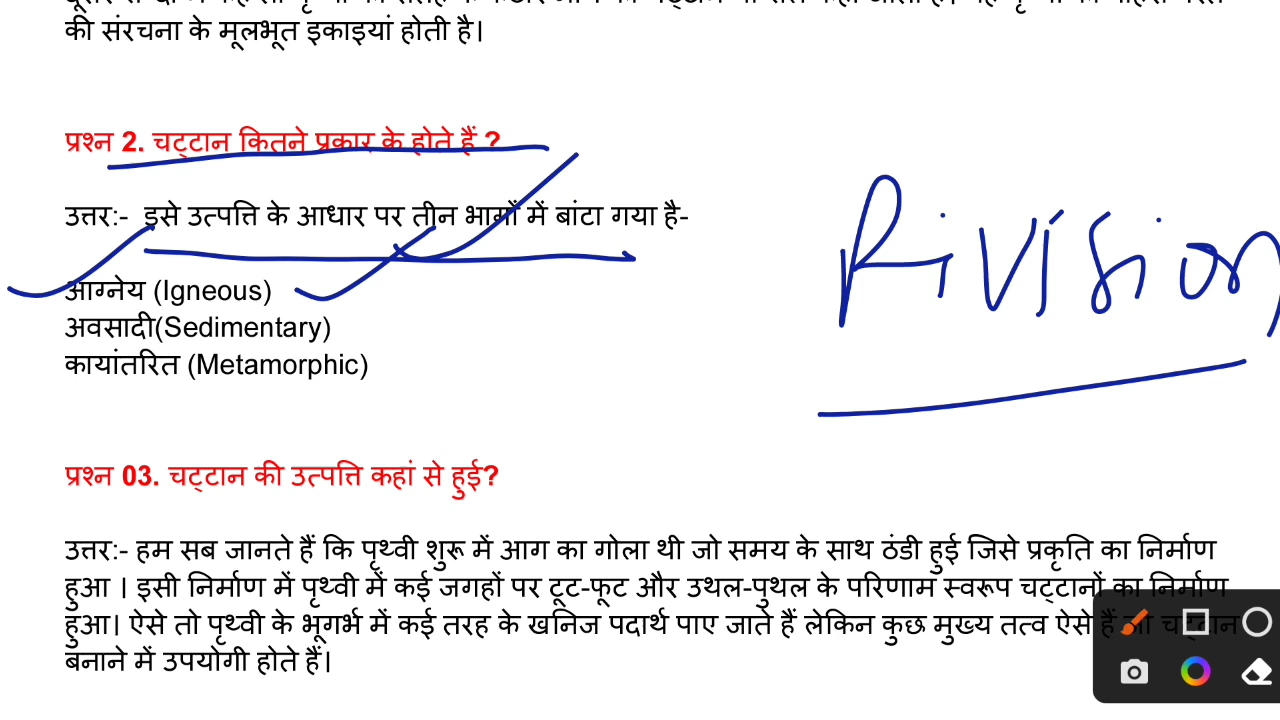 की संरचना के मूलभूत इकाइयां होती है।
प्रश्न 2. चट्टान कितने प्रकार के होते हैं ?
उत्तर:- इसे उत्पत्ति के आधार पर तीन भागों में बांटा गया है-
आग्नेय (Igneous)
अवसादी(Sedimentary)
कायांतरित (Metamorphic)
Rivision
प्रश्न 03. चट्टान की उत्पत्ति कहां से हुई?
उत्तर:- हम सब जानते हैं कि पृथ्वी शुरू में आग का गोला थी जो समय के साथ ठंडी हुई जिसे प्रकृति का निर्माण
हुआ । इसी निर्माण में पृथ्वी में कई जगहों पर टूट-फूट और उथल-पुथल के परिणाम स्वरूप चट्टानों का निर्माण
हुआ। ऐसे तो पृथ्वी के भूगर्भ में कई तरह के खनिज पदार्थ पाए जाते हैं लेकिन कुछ मुख्य तत्व ऐसे हैं जो चट्टान
बनाने में उपयोगी होते हैं।